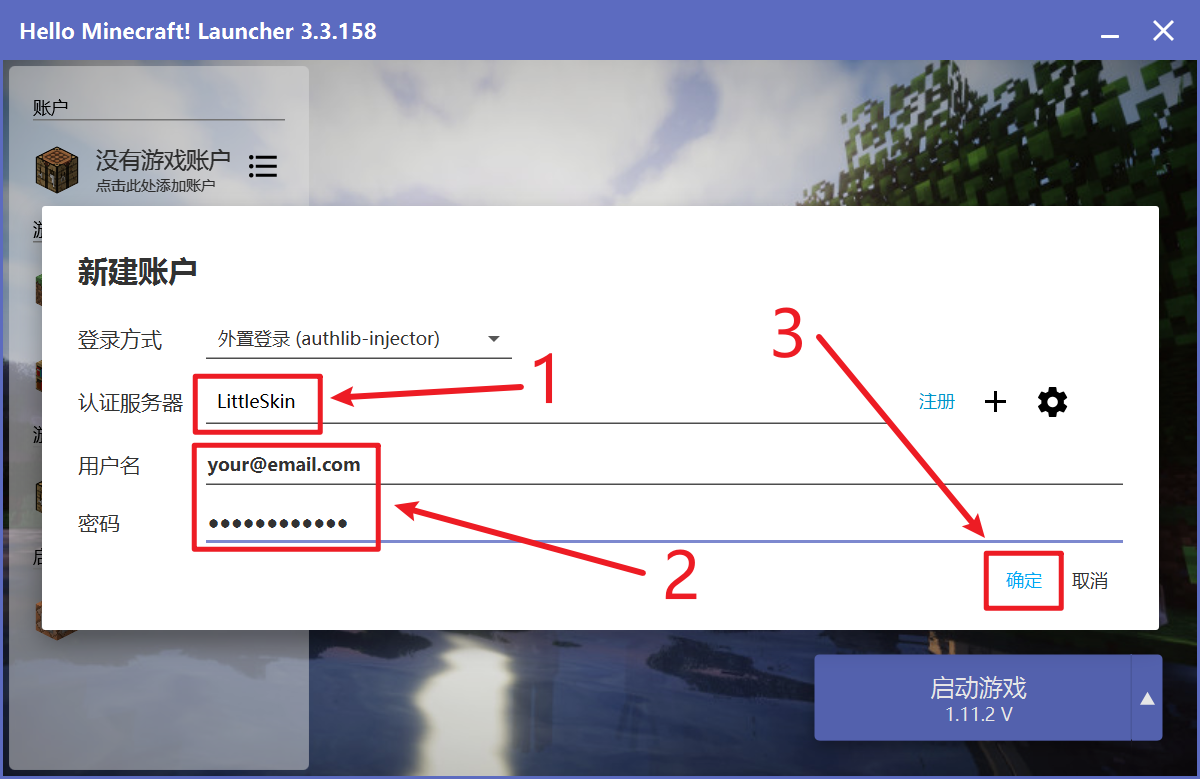 Hello Minecraft! Launcher 3.3.158
账户
没有游戏账户
点击此处添加账户
新建账户
登录方式
外置登录 (authlib-injector)
1
认证服务器
LittleSkin
注册
用户名
your@email.com
密码
2
3
确定
取消
启动游戏
1.11.2 V